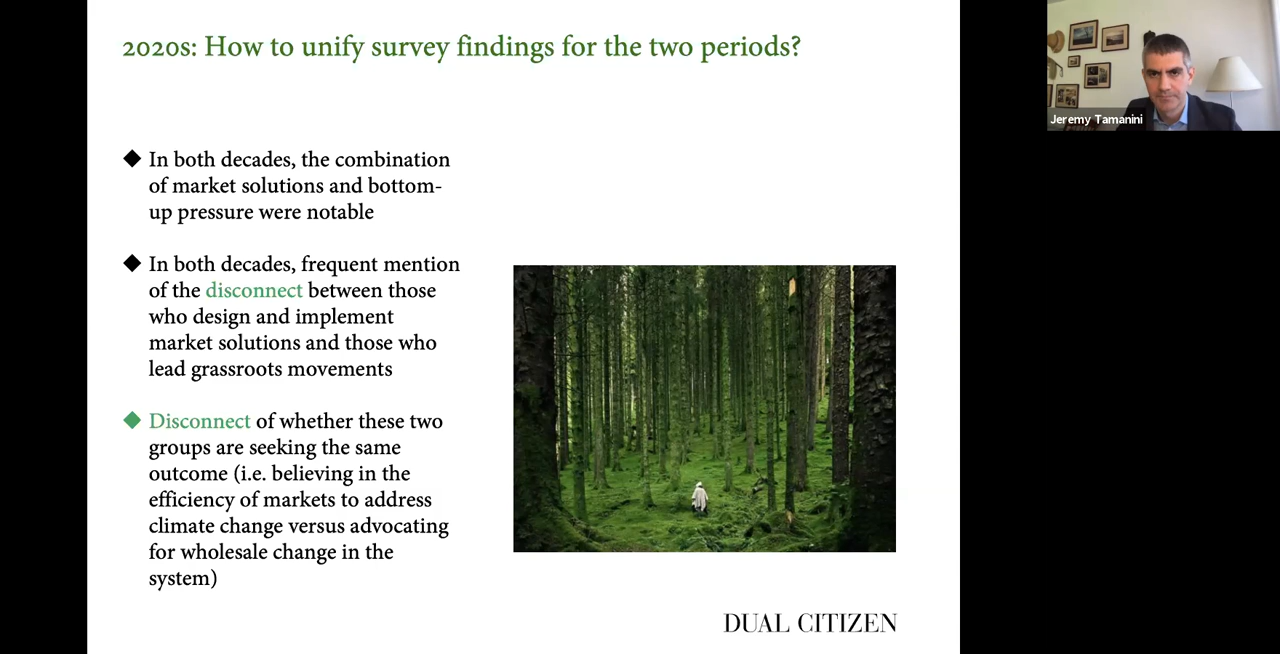 2020s: How to unify survey findings for the two periods?
Jeremy Tamanini
◆ In both decades, the combination
of market solutions and bottom-
up pressure were notable
◆ In both decades, frequent mention
of the disconnect between those
who design and implement
market solutions and those who
lead grassroots movements
◆ Disconnect of whether these two
groups are seeking the same
outcome (i.e. believing in the
efficiency of markets to address
climate change versus advocating
for wholesale change in the
system)
DUAL CITIZEN